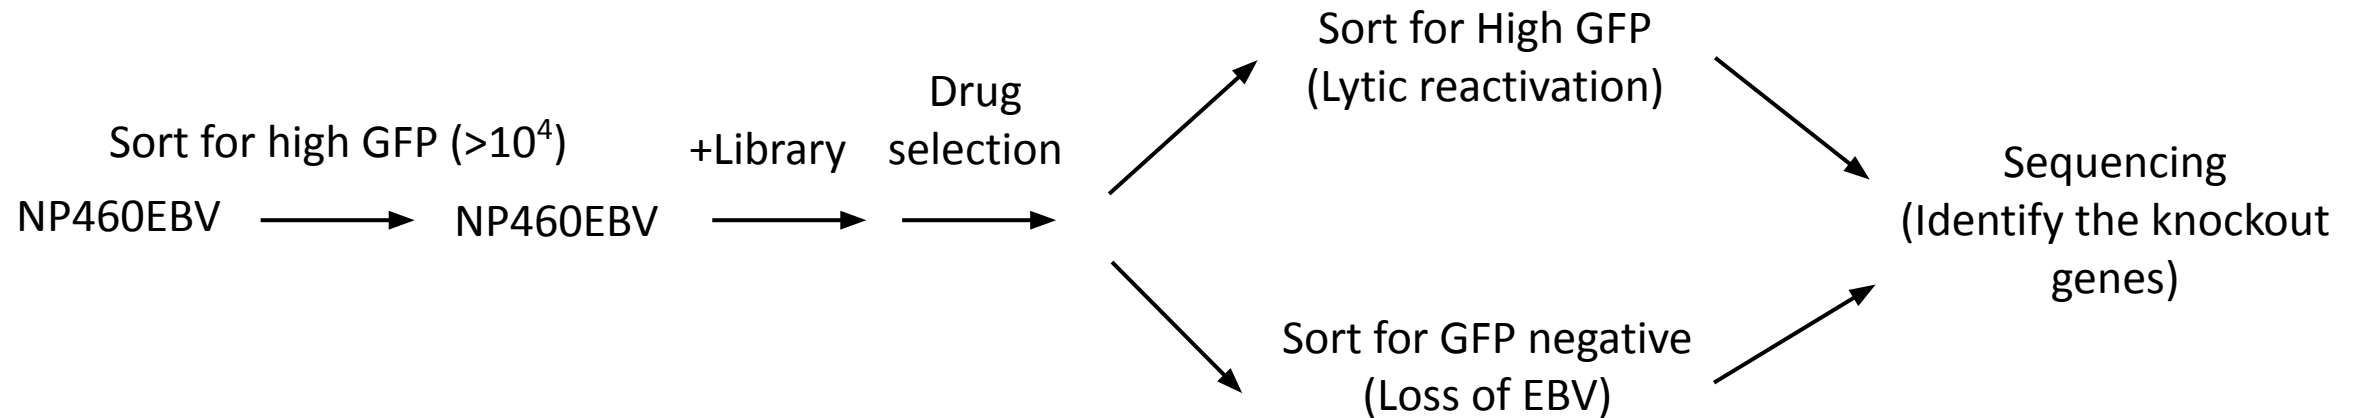 Sort for high GFP (>10⁴)
NP460EBV
NP460EBV
+Library
Drug
selection
Sort for High GFP
(Lytic reactivation)
Sort for GFP negative
(Loss of EBV)
Sequencing
(Identify the knockout
genes)